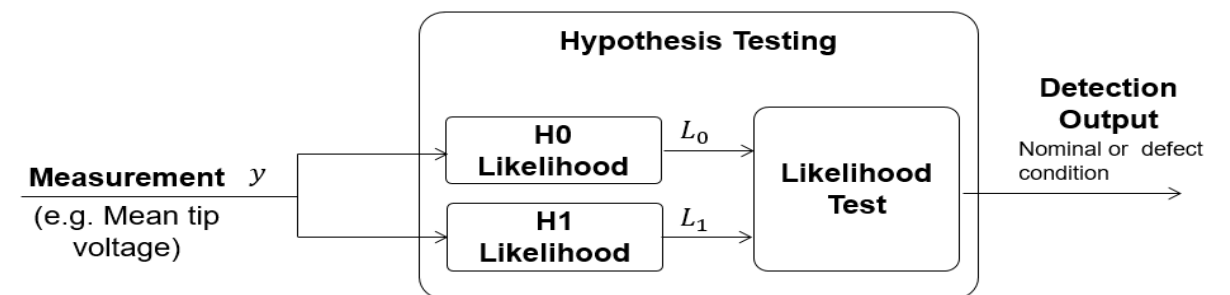 Hypothesis Testing
Measurement y
(e.g. Mean tip
voltage)
H0
Likelihood
L₀
H1
Likelihood
L₁
Likelihood
Test
Detection
Output
Nominal or defect
condition